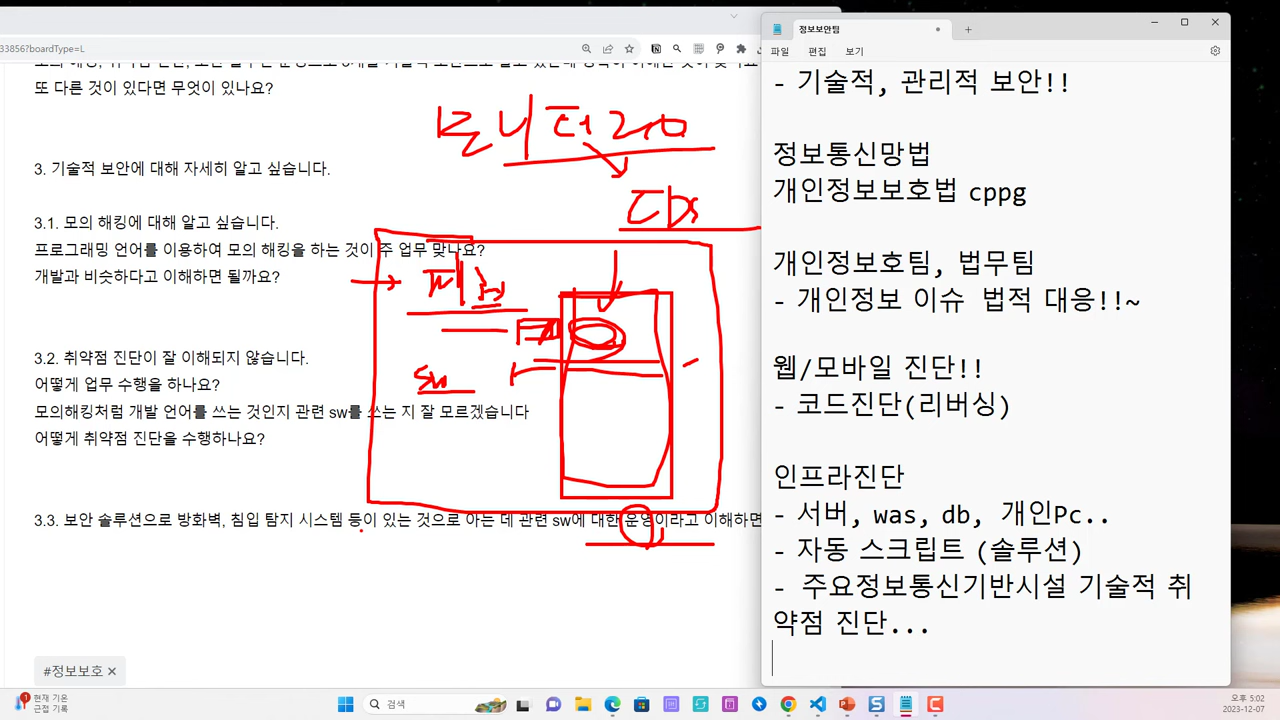 정보보안팀
33856?boardType=L
파일 편집 보기
또 다른 것이 있다면 무엇이 있나요?
3. 기술적 보안에 대해 자세히 알고 싶습니다.
3.1. 모의 해킹에 대해 알고 싶습니다.
프로그래밍 언어를 이용하여 모의 해킹을 하는 것이 주 업무 맞나요?
개발과 비슷하다고 이해하면 될까요?
3.2. 취약점 진단이 잘 이해되지 않습니다.
어떻게 업무 수행을 하나요?
모의해킹처럼 개발 언어를 쓰는 것인지 관련 sw를 쓰는 지 잘 모르겠습니다
어떻게 취약점 진단을 수행하나요?
3.3. 보안 솔루션으로 방화벽, 침입 탐지 시스템 등이 있는 것으로 아는 데 관련 sw에 대한 운영이라고 이해하면
#정보보호
모니터링
sw
- 기술적, 관리적 보안!!
정보통신망법
개인정보보호법 cppg
개인정보호팀, 법무팀
- 개인정보 이슈 법적 대응!!~
웹/모바일 진단!!
- 코드진단(리버싱)
인프라진단
- 서버, was, db, 개인Pc..
- 자동 스크립트 (솔루션)
- 주요정보통신기반시설 기술적 취
약점 진단...
현재 기온
근접 기록
검색
오후 5:02
2023-12-07